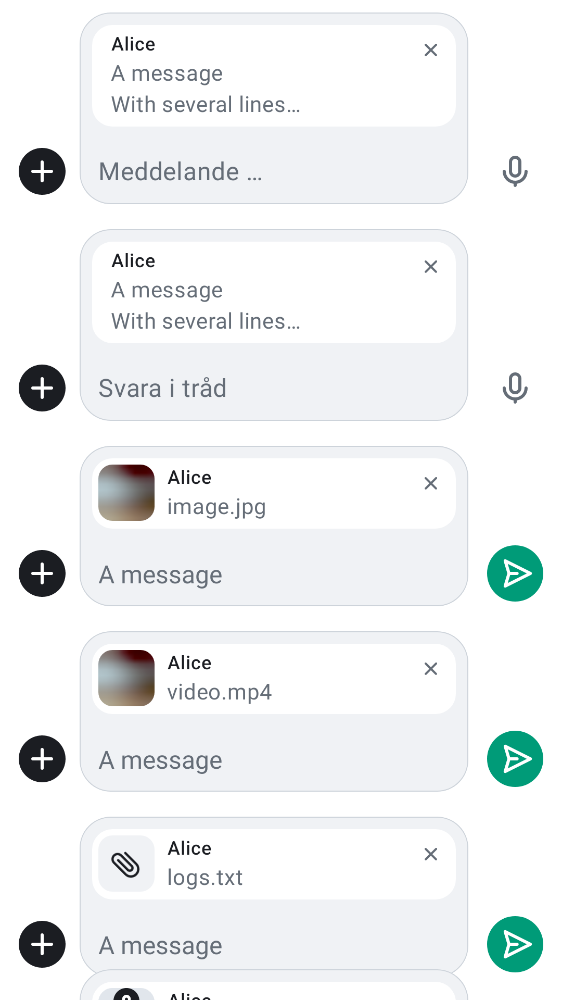 Alice
A message
With several lines…
Meddelande …
Alice
A message
With several lines…
Svara i tråd
Alice
image.jpg
A message
Alice
video.mp4
A message
Alice
logs.txt
A message
Alice